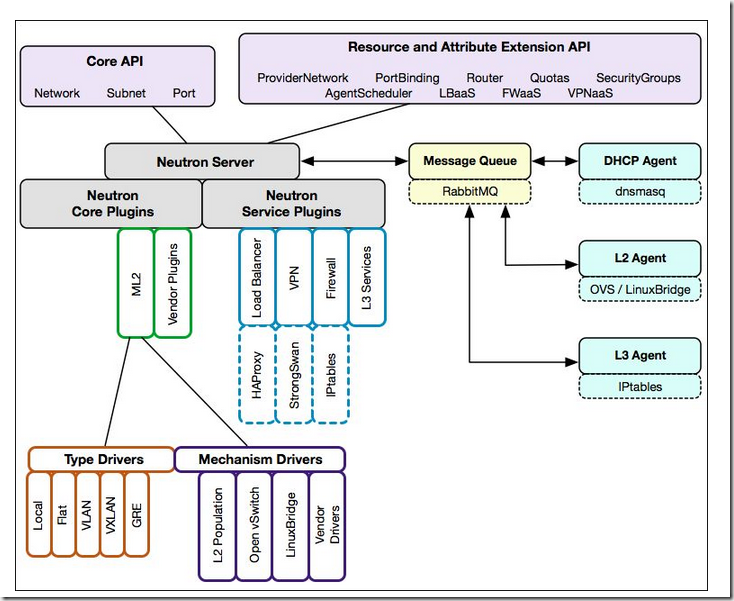 Core API
Network Subnet Port
Resource and Attribute Extension API
ProviderNetwork PortBinding Router Quotas SecurityGroups
AgentScheduler LBaaS FWaaS VPNaaS
Neutron Server
Neutron
Core Plugins
Neutron
Service Plugins
Message Queue
RabbitMQ
DHCP Agent
dnsmasq
L2 Agent
OVS / LinuxBridge
L3 Agent
IPtables
ML2
Vendor Plugins
Load Balancer
VPN
Firewall
L3 Services
HAProxy
StrongSwan
IPtables
Type Drivers
Local
Flat
VLAN
VXLAN
GRE
Mechanism Drivers
L2 Population
Open vSwitch
LinuxBridge
Vendor
Drivers